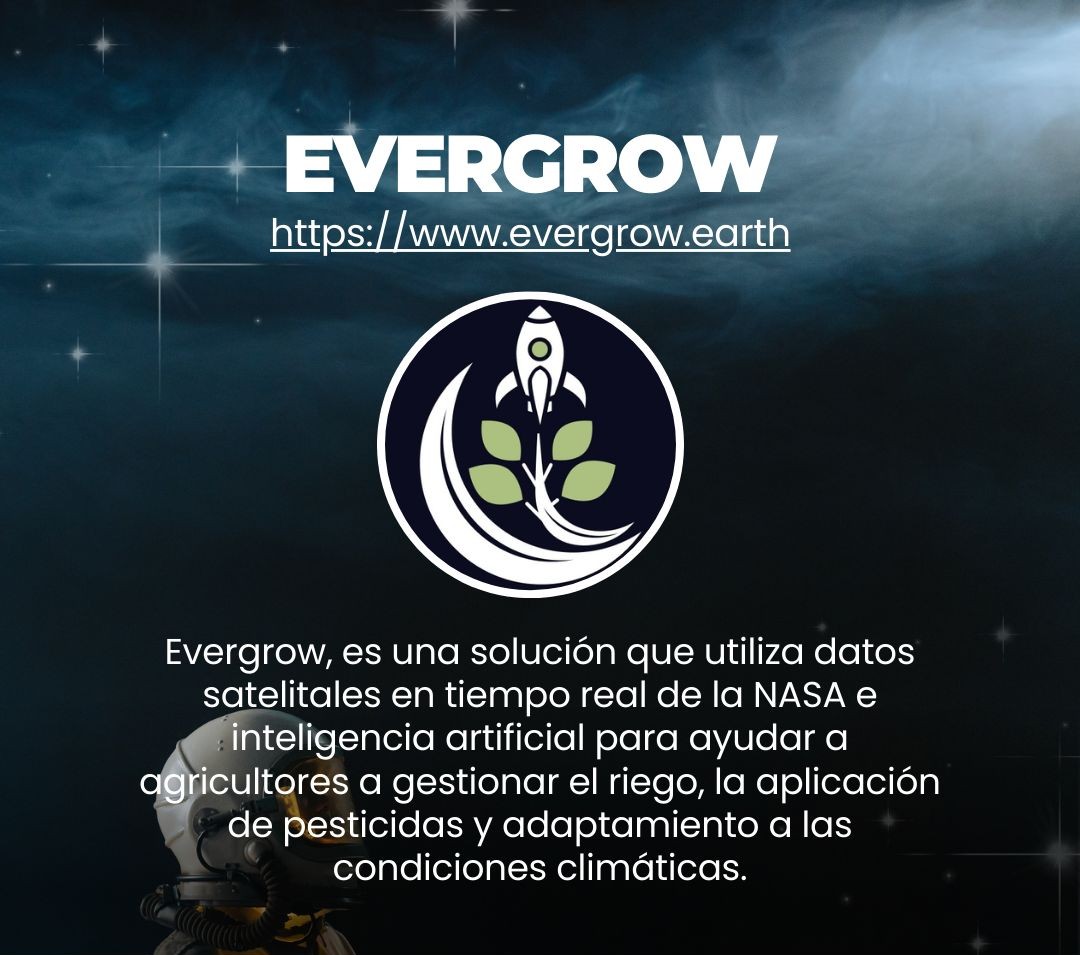 EVERGROW
https://www.evergrow.earth
Evergrow, es una solución que utiliza datos
satelitales en tiempo real de la NASA e
inteligencia artificial para ayudar a
agricultores a gestionar el riego, la aplicación
de pesticidas y adaptamiento a las
condiciones climáticas.